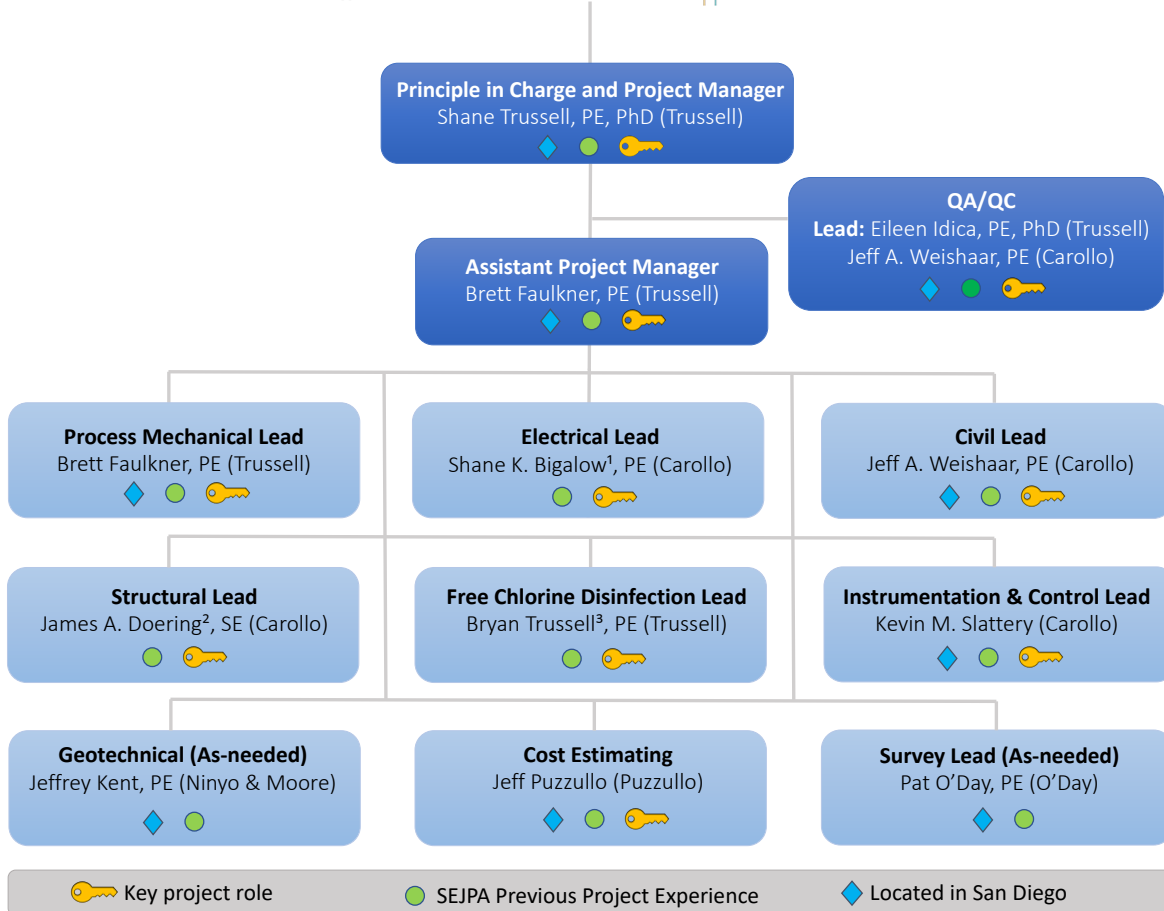 Principle in Charge and Project Manager
Shane Trussell, PE, PhD (Trussell)
QA/QC
Lead: Eileen Idica, PE, PhD (Trussell)
Jeff A. Weishaar, PE (Carollo)
Assistant Project Manager
Brett Faulkner, PE (Trussell)
Process Mechanical Lead
Brett Faulkner, PE (Trussell)
Electrical Lead
Shane K. Bigalow¹, PE (Carollo)
Civil Lead
Jeff A. Weishaar, PE (Carollo)
Structural Lead
James A. Doering², SE (Carollo)
Free Chlorine Disinfection Lead
Bryan Trussell³, PE (Trussell)
Instrumentation & Control Lead
Kevin M. Slattery (Carollo)
Geotechnical (As-needed)
Jeffrey Kent, PE (Ninyo & Moore)
Cost Estimating
Jeff Puzzullo (Puzzullo)
Survey Lead (As-needed)
Pat O’Day, PE (O’Day)
Key project role
SEJPA Previous Project Experience
Located in San Diego